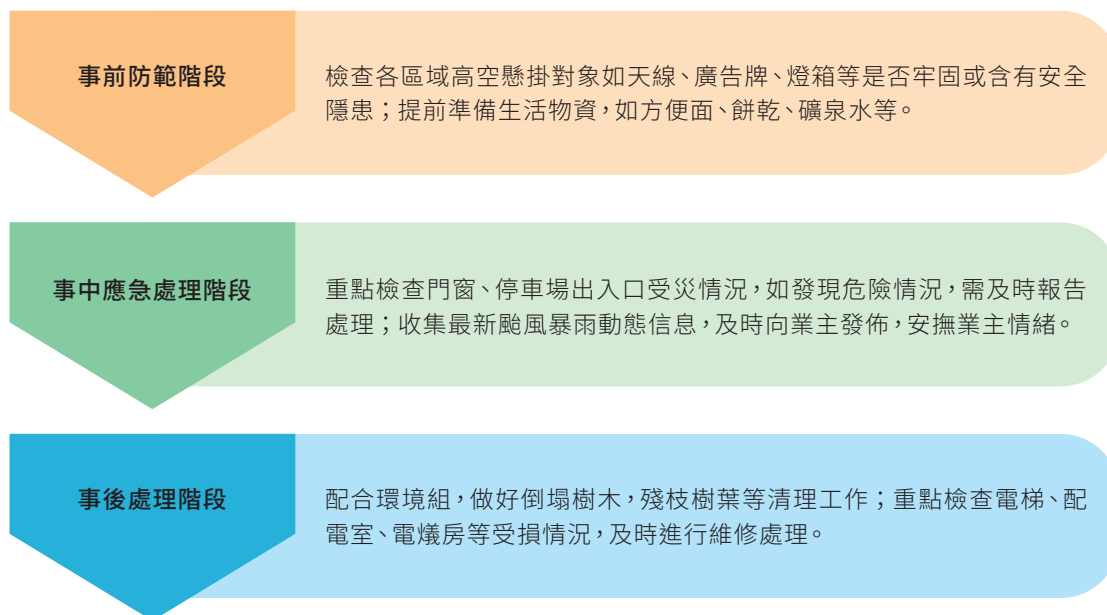 事前防範階段
檢查各區域高空懸掛對象如天線、廣告牌、燈箱等是否牢固或含有安全
隱患；提前準備生活物資，如方便面、餅乾、礦泉水等。
事中應急處理階段
重點檢查門窗、停車場出入口受災情況，如發現危險情況，需及時報告
處理；收集最新颱風暴雨動態信息，及時向業主發佈，安撫業主情緒。
事後處理階段
配合環境組，做好倒塌樹木，殘枝樹葉等清理工作；重點檢查電梯、配
電室、電燨房等受損情況，及時進行維修處理。